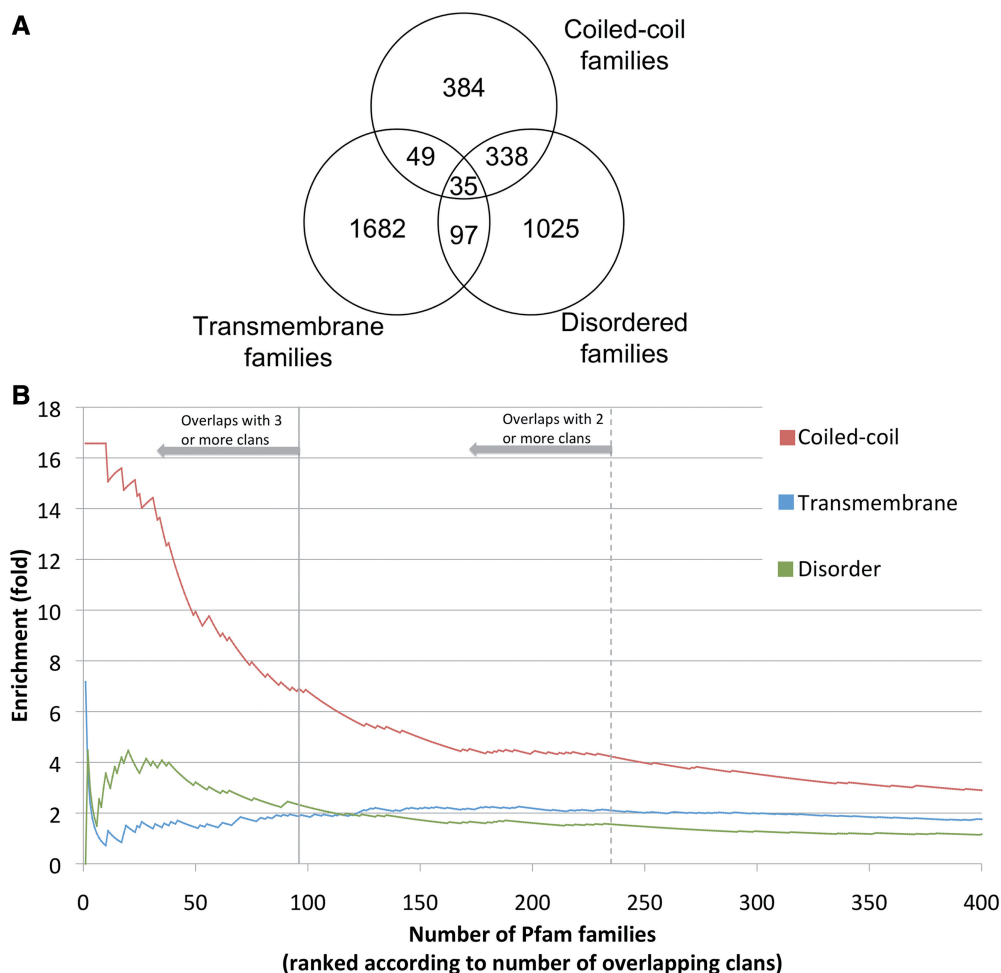 A
Coiled-coil
families
384
49
338
35
1682
97
1025
Transmembrane
families
Disordered
families
B
18
16
14
12
10
8
6
4
2
0
Enrichment (fold)
Overlaps with 3
or more clans
Overlaps with 2
or more clans
Coiled-coil
Transmembrane
Disorder
0 50 100 150 200 250 300 350 400
Number of Pfam families
(ranked according to number of overlapping clans)